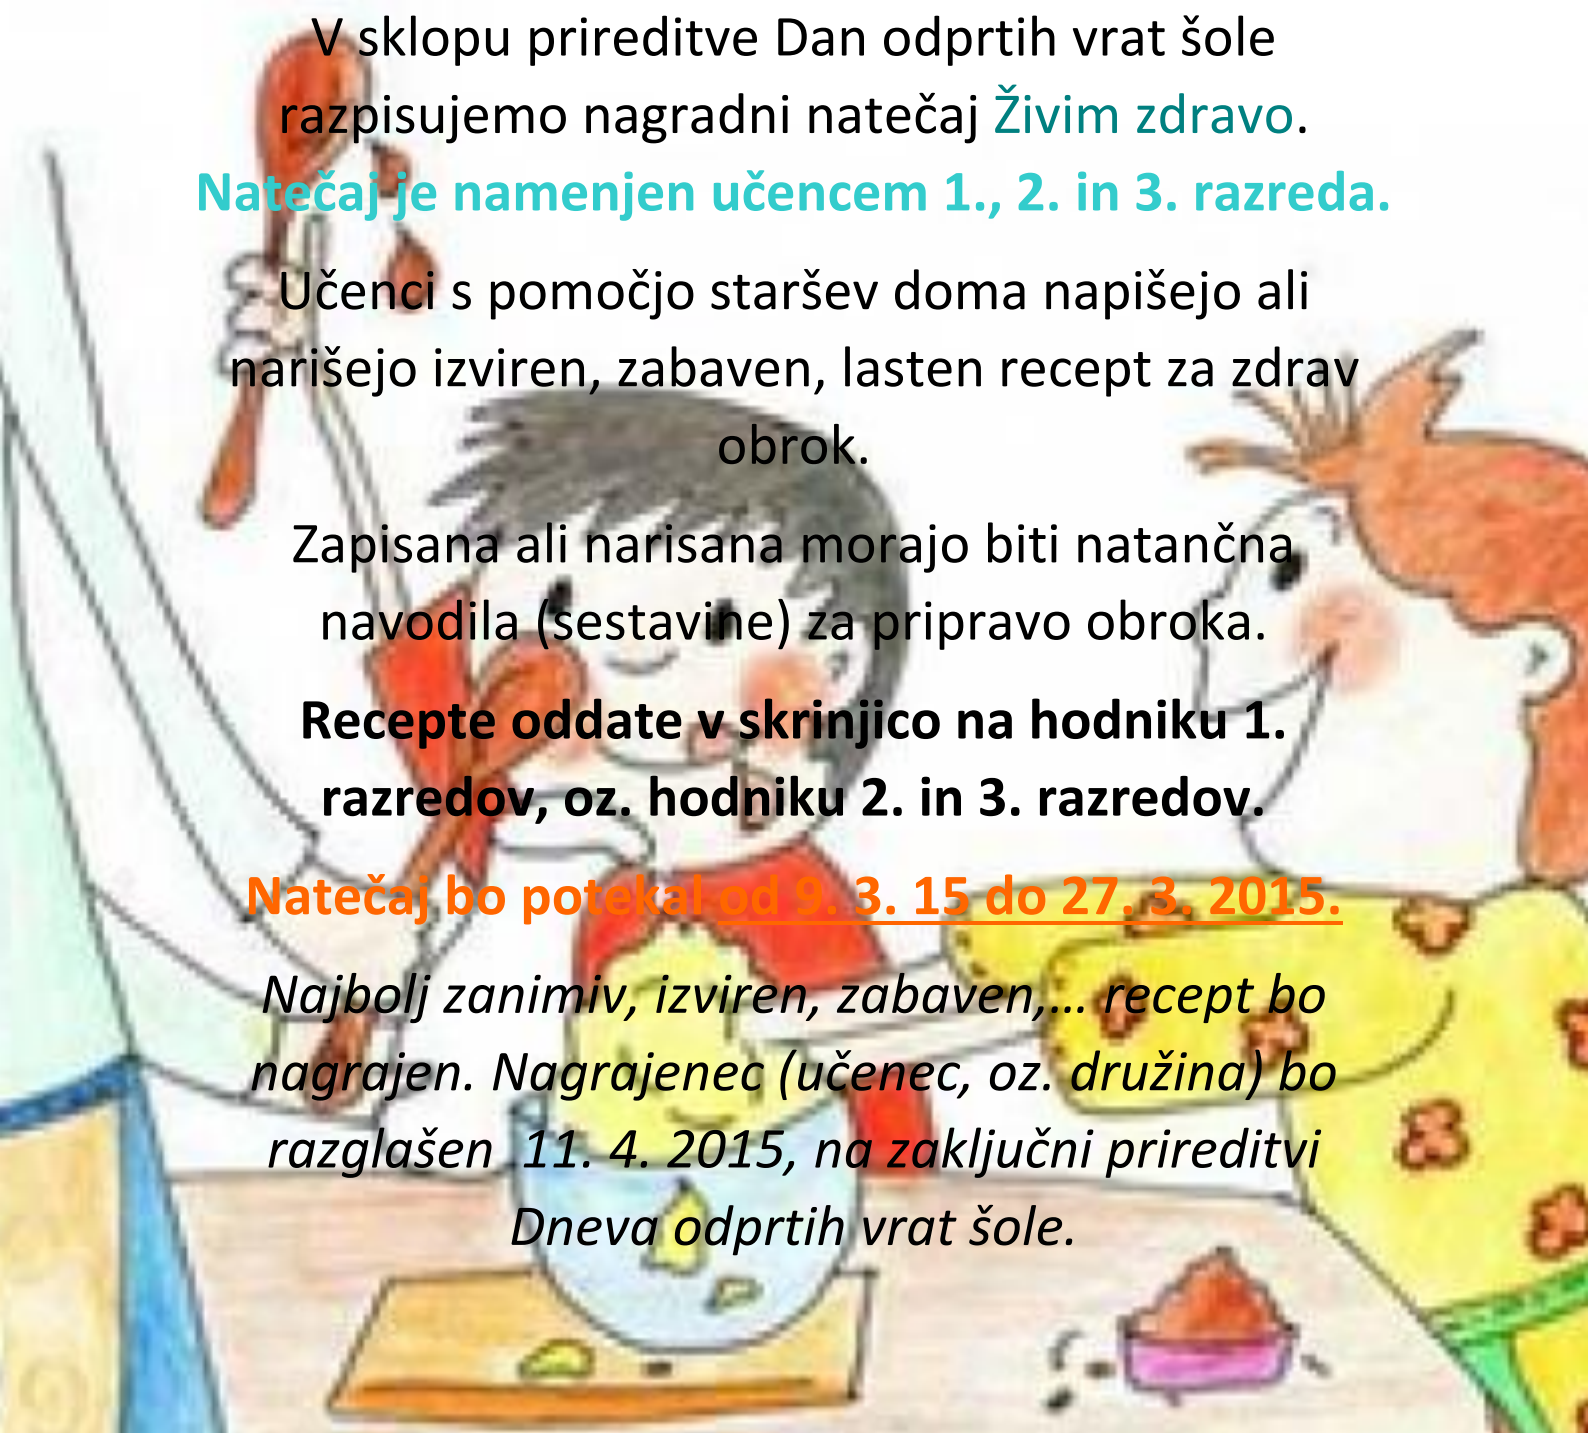 V sklopu prireditve Dan odprtih vrat šole
razpisujemo nagradni natečaj Živim zdravo.
Natečaj je namenjen učencem 1., 2. in 3. razreda.
Učenci s pomočjo staršev doma napišejo ali
narišejo izviren, zabaven, lasten recept za zdrav
obrok.
Zapisana ali narisana morajo biti natančna
navodila (sestavine) za pripravo obroka.
Recepte oddate v skrinjico na hodniku 1.
razredov, oz. hodniku 2. in 3. razredov.
Natečaj bo potekal od 9. 3. 15 do 27. 3. 2015.
Najbolj zanimiv, izviren, zabaven,... recept bo
nagrajen. Nagrajenec (učenec, oz. družina) bo
razglašen 11. 4. 2015, na zaključni prireditvi
Dneva odprtih vrat šole.